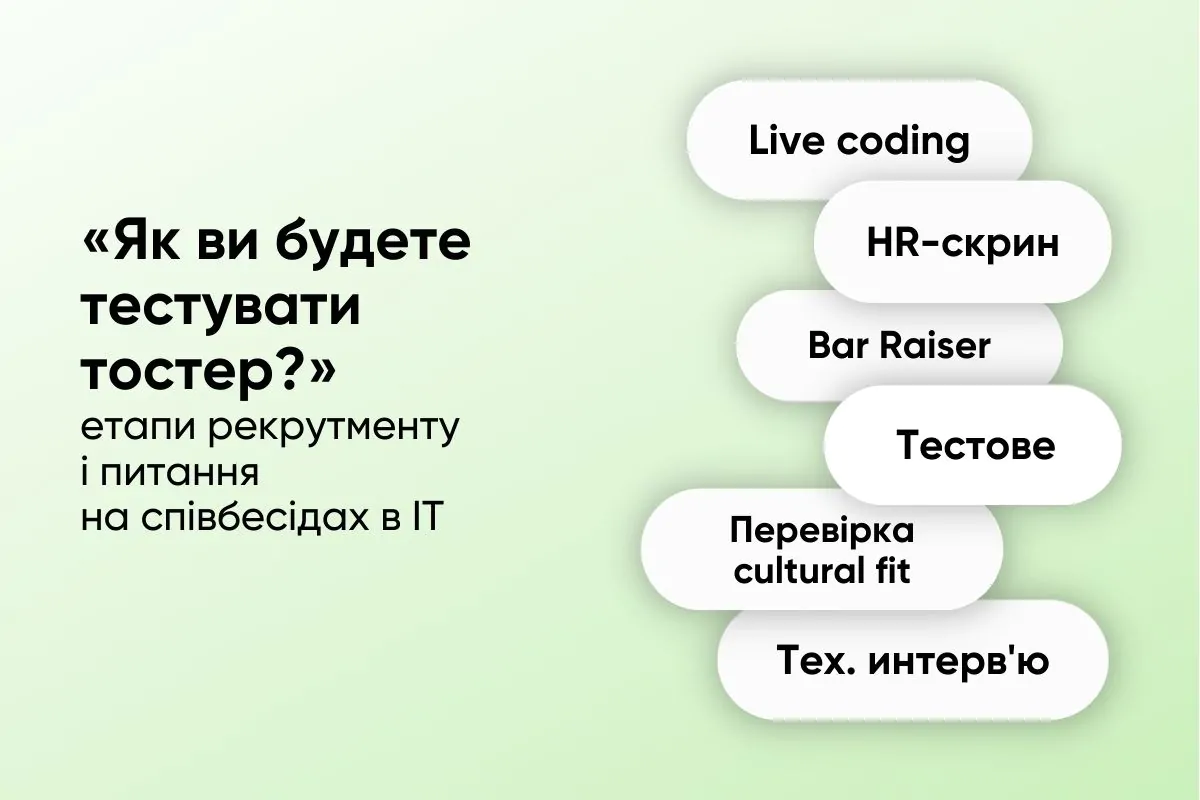 «Як ви будете
тестувати
тостер?»
етапи рекрутменту
і питання
на співбесідах в ІТ
Live coding
HR-скрин
Bar Raiser
Тестове
Перевірка
cultural fit
Тех. интерв'ю